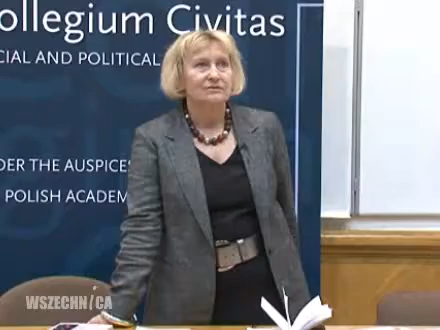 ollegium Civitas
CIAL AND POLITICAL
DER THE AUSPICES
POLISH ACADEM
WSZECHN/CA